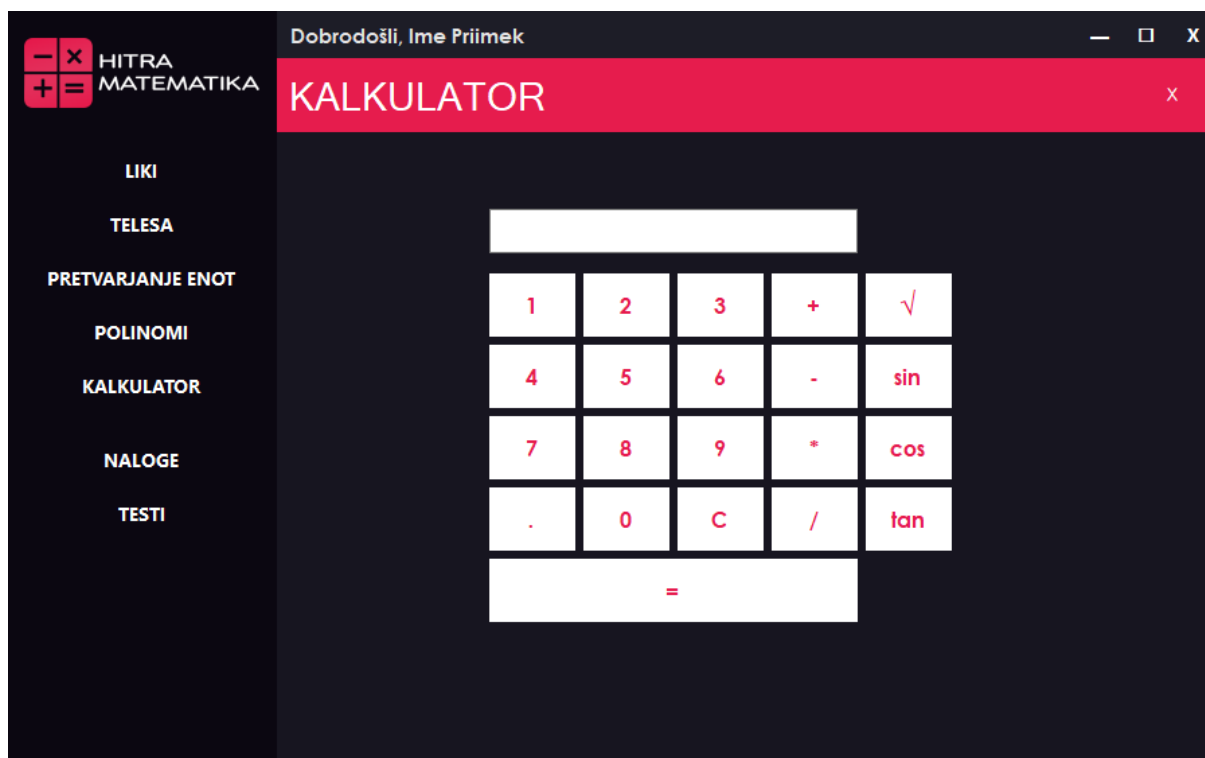 HITRA
MATEMATIKA
Dobrodošli, Ime Priimek
X
KALKULATOR
X
LIKI
TELESA
PRETVARJANJE ENOT
POLINOMI
KALKULATOR
NALOGE
TESTI
1 2 3 + √
4 5 6 - sin
7 8 9 * cos
. 0 C / tan
=